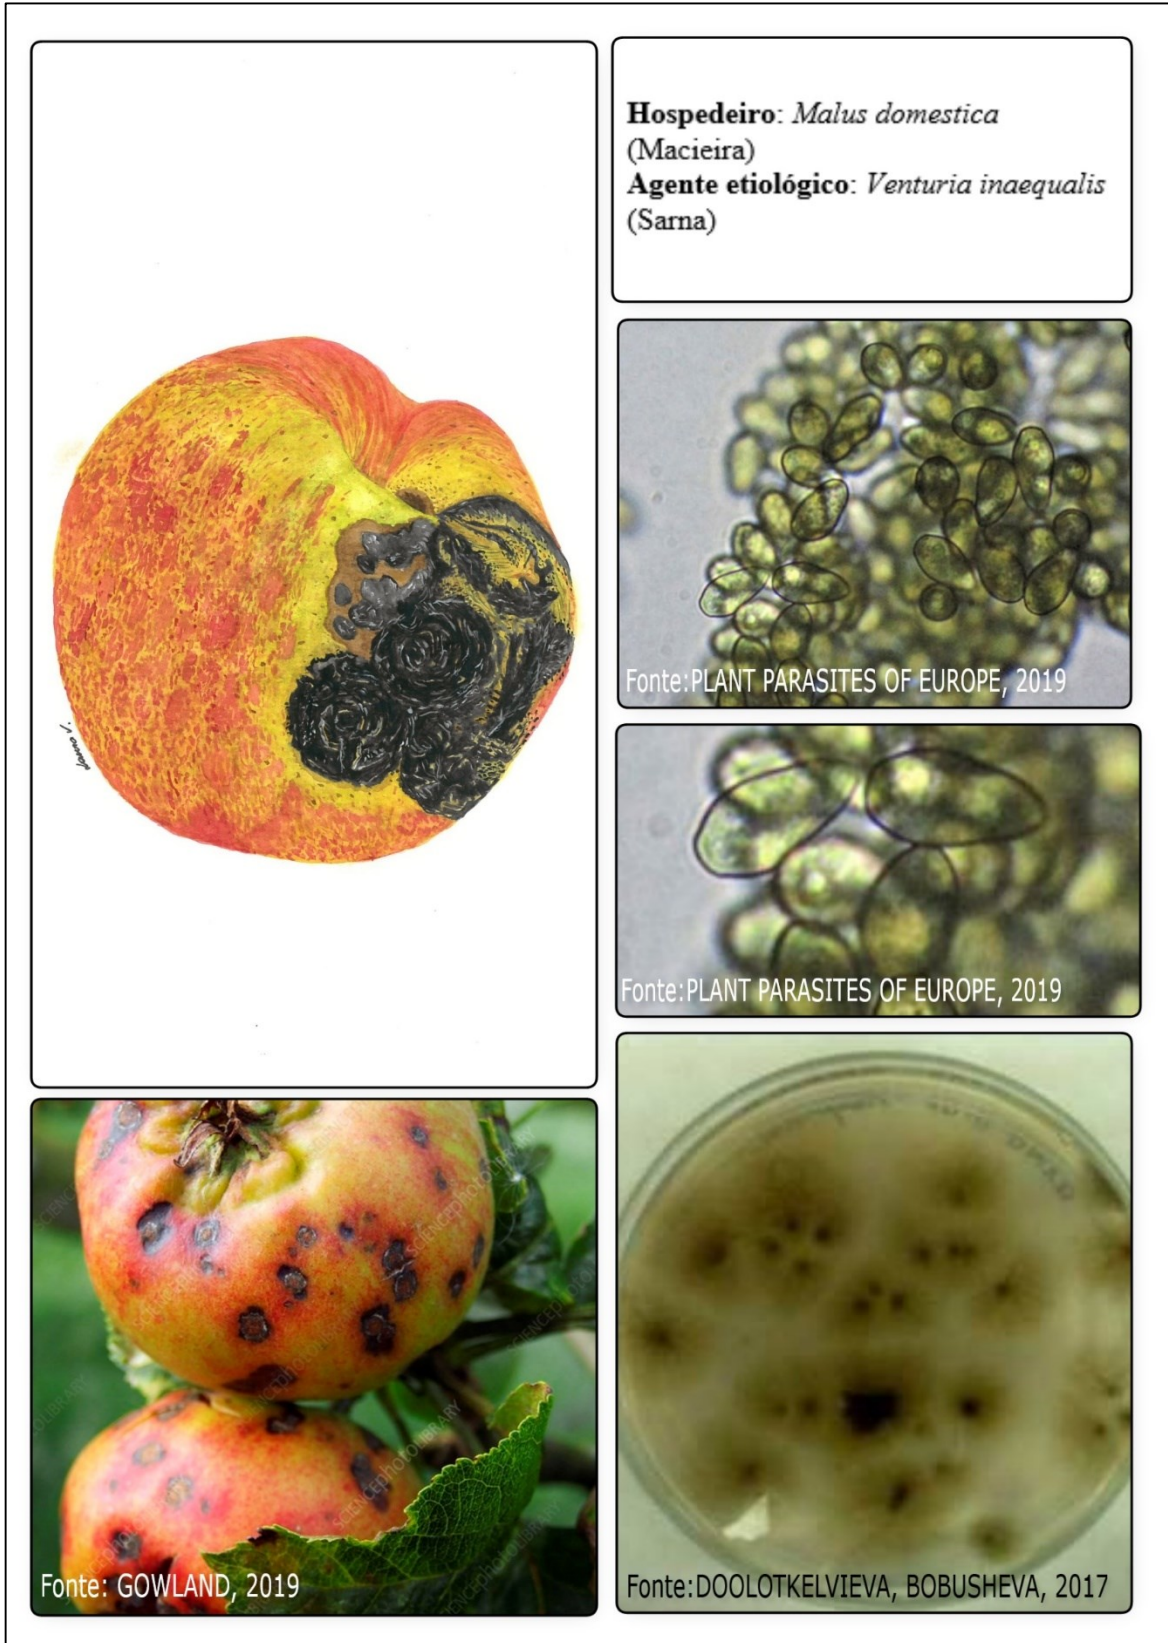 Hospedeiro: Malus domestica
(Macieira)
Agente etiológico: Venturia inaequalis
(Sarna)
Fonte:PLANT PARASITES OF EUROPE, 2019
Fonte:PLANT PARASITES OF EUROPE, 2019
Fonte: GOWLAND, 2019
SCIENCEphotoLIBRARY
Fonte:DOOLOTKELVIEVA, BOBUSHEVA, 2017